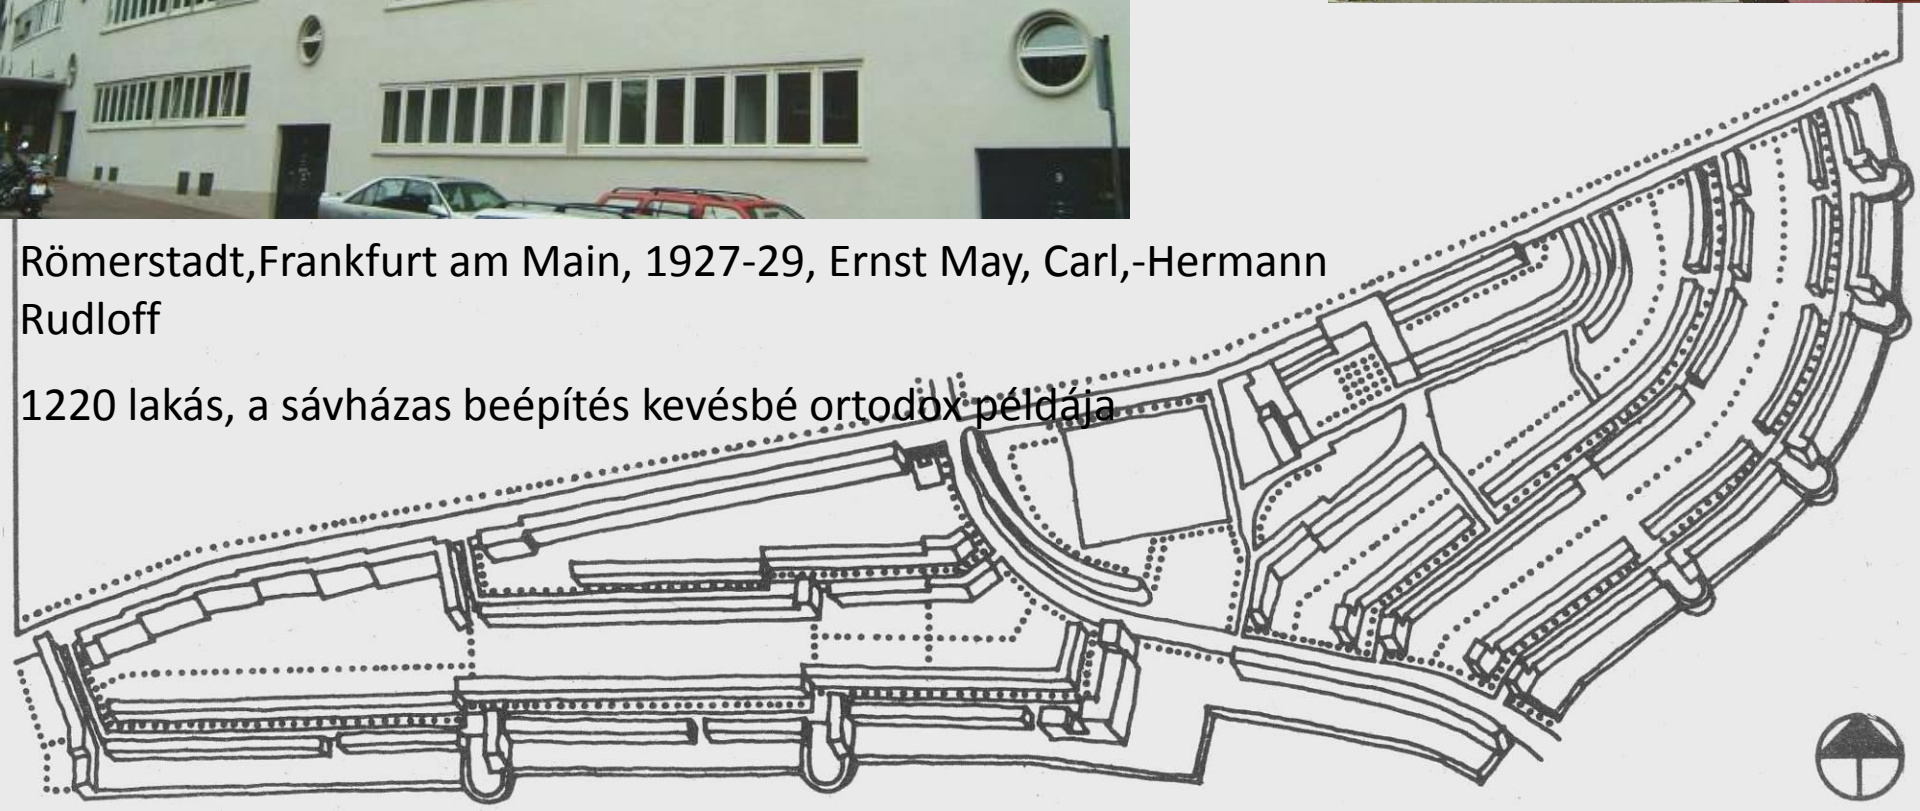 Römerstadt,Frankfurt am Main, 1927-29, Ernst May, Carl,-Hermann
Rudloff
1220 lakás, a sávházas beépítés kevésbé ortodox példája